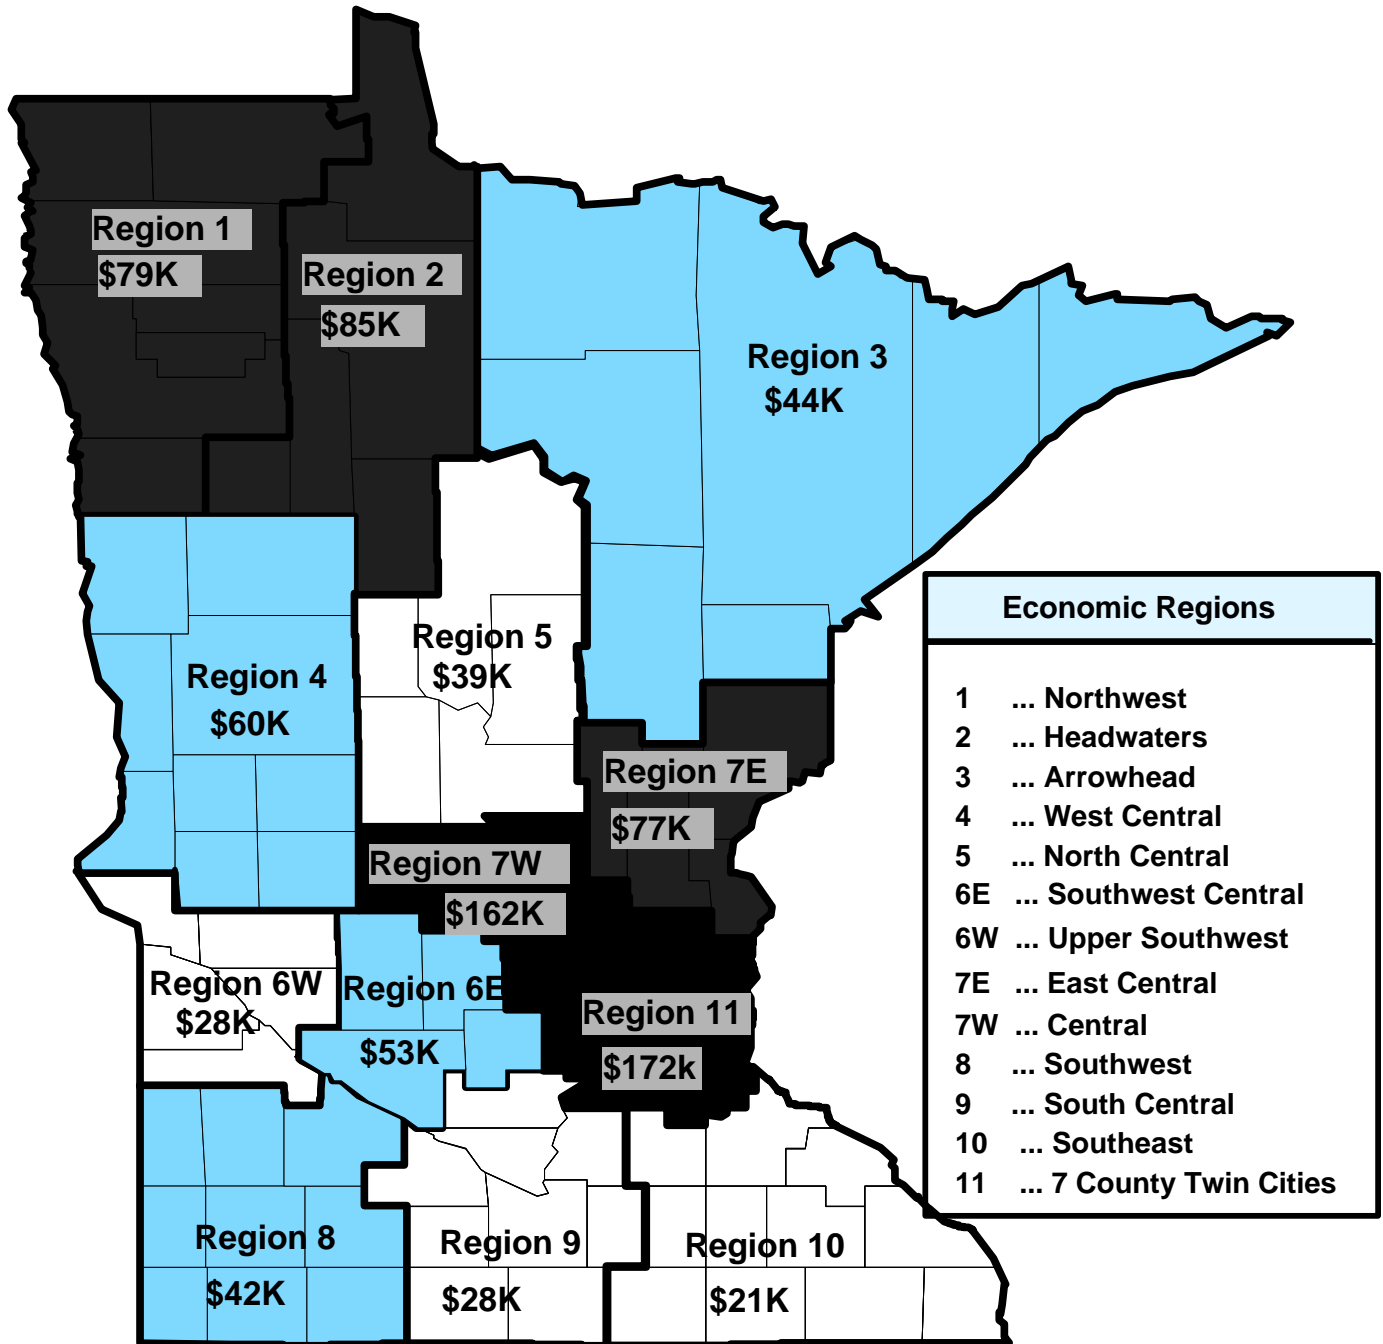 Region 1
$79K
Region 2
$85K
Region 3
$44K
Region 5
$39K
Region 4
$60K
Region 7E
$77K
Region 7W
$162K
Region 6W
$28K
Region 6E
$53K
Region 11
$172k
Region 8
$42K
Region 9
$28K
Region 10
$21K
Economic Regions
1 ... Northwest
2 ... Headwaters
3 ... Arrowhead
4 ... West Central
5 ... North Central
6E ... Southwest Central
6W ... Upper Southwest
7E ... East Central
7W ... Central
8 ... Southwest
9 ... South Central
10 ... Southeast
11 ... 7 County Twin Cities